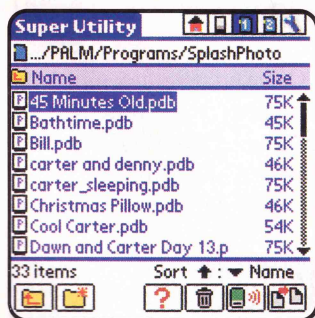 Super Utility 1 2
.../PALM/Programs/SplashPhoto
Name Size
45 Minutes Old.pdb 75K
Bathtime.pdb 45K
Bill.pdb 75K
carter and denny.pdb 46K
carter_sleeping.pdb 75K
Christmas Pillow.pdb 46K
Cool Carter.pdb 54K
Dawn and Carter Day 13.p 75K
33 items Sort : Name
?